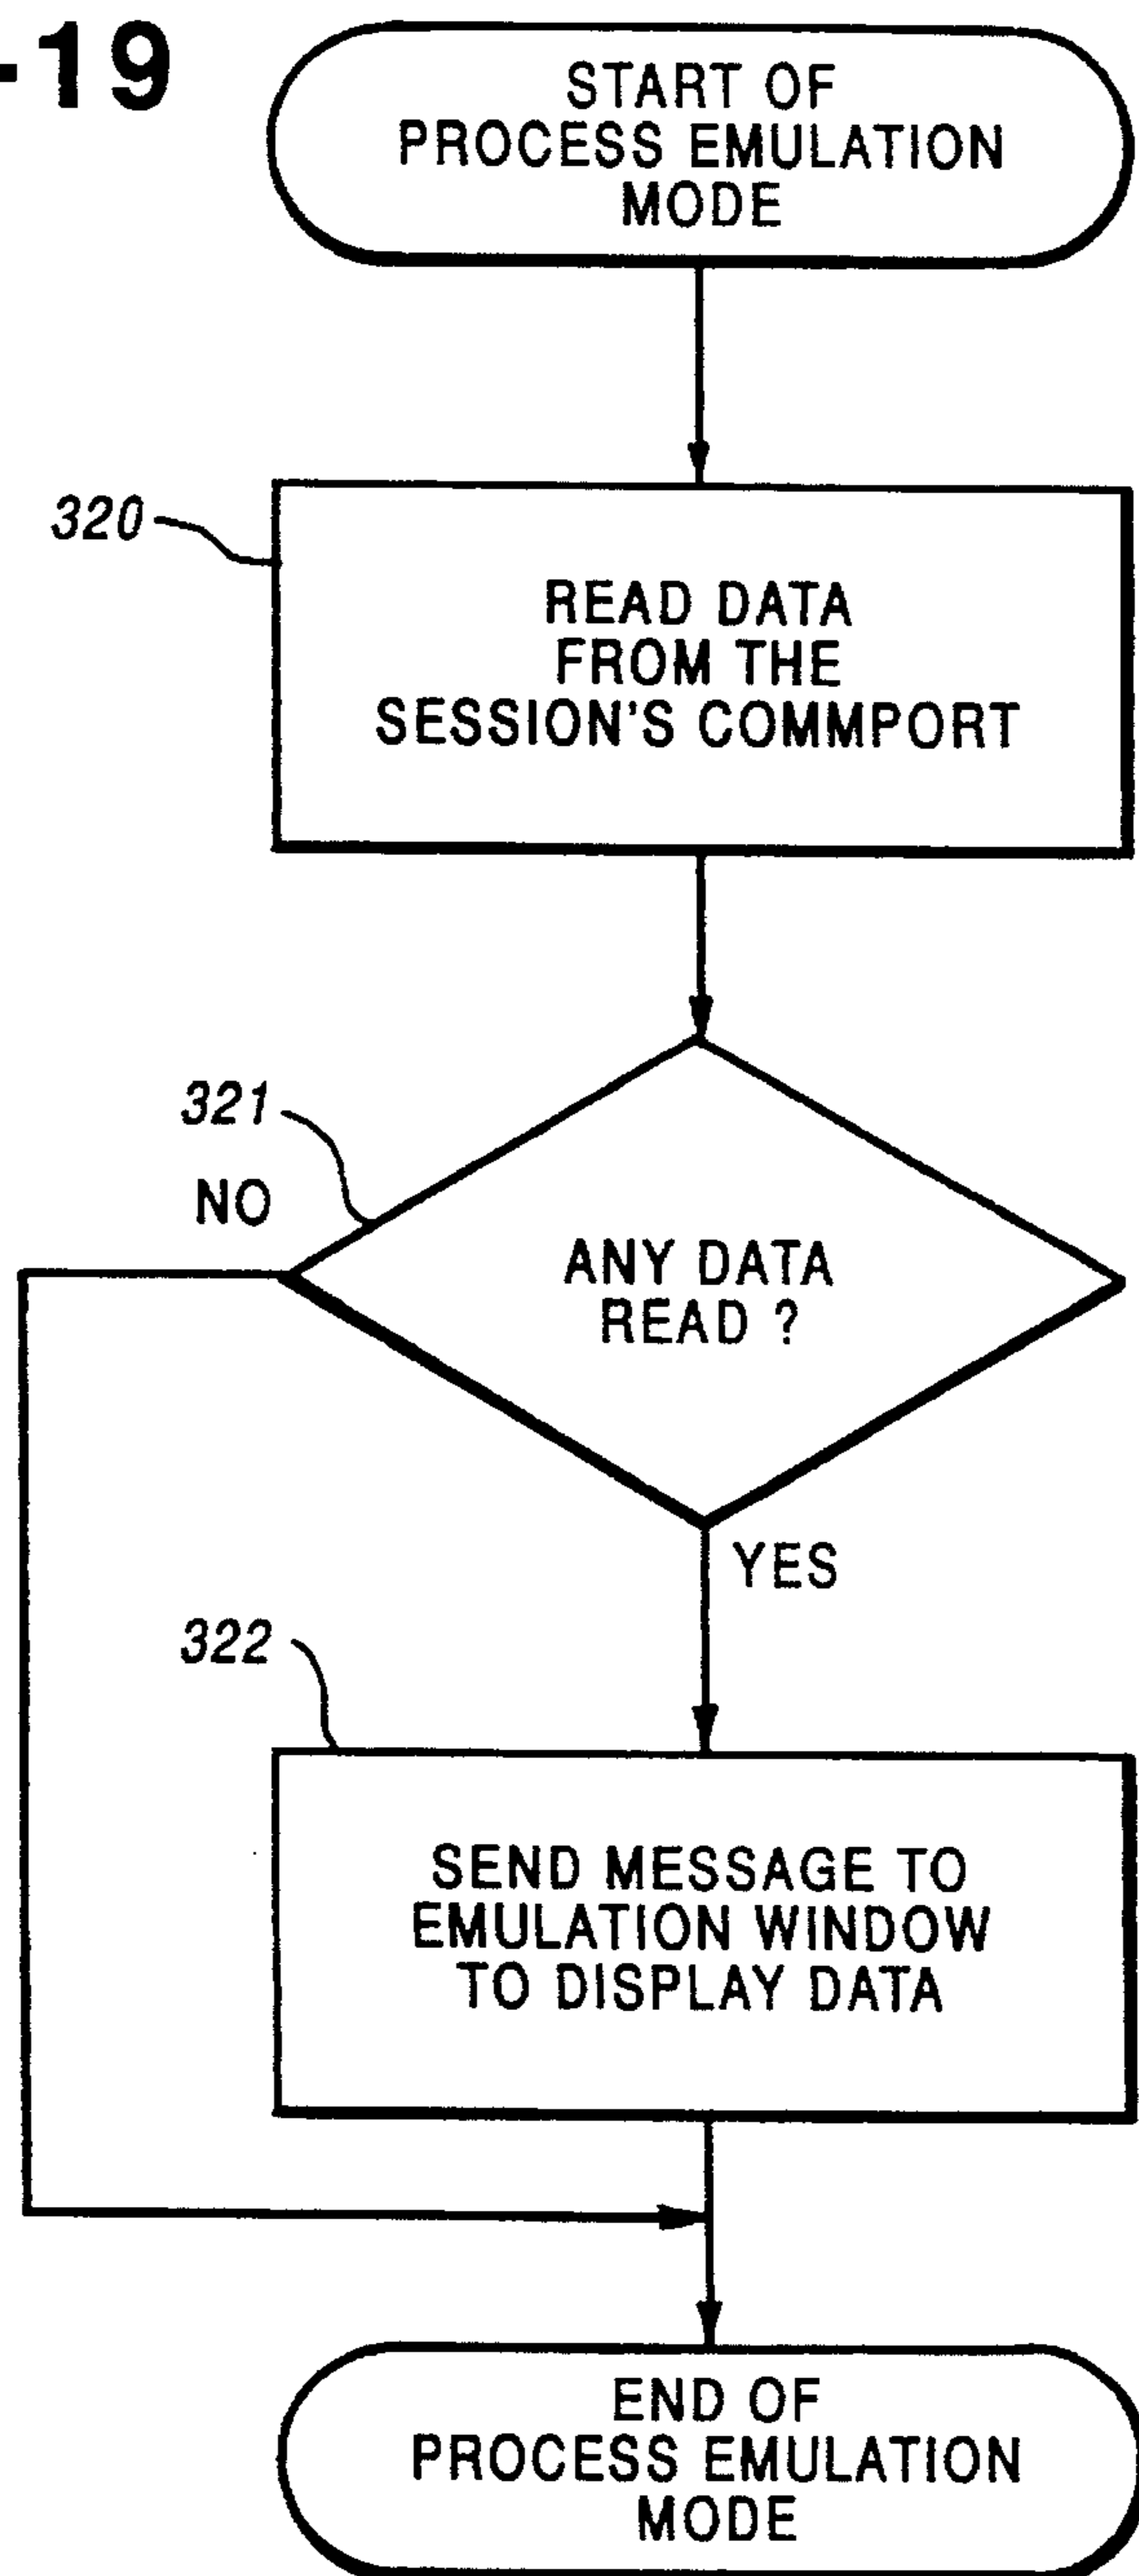 -19
START OF
PROCESS EMULATION
MODE
320
READ DATA
FROM THE
SESSION'S COMMPORT
321
NO
ANY DATA
READ ?
YES
322
SEND MESSAGE TO
EMULATION WINDOW
TO DISPLAY DATA
END OF
PROCESS EMULATION
MODE